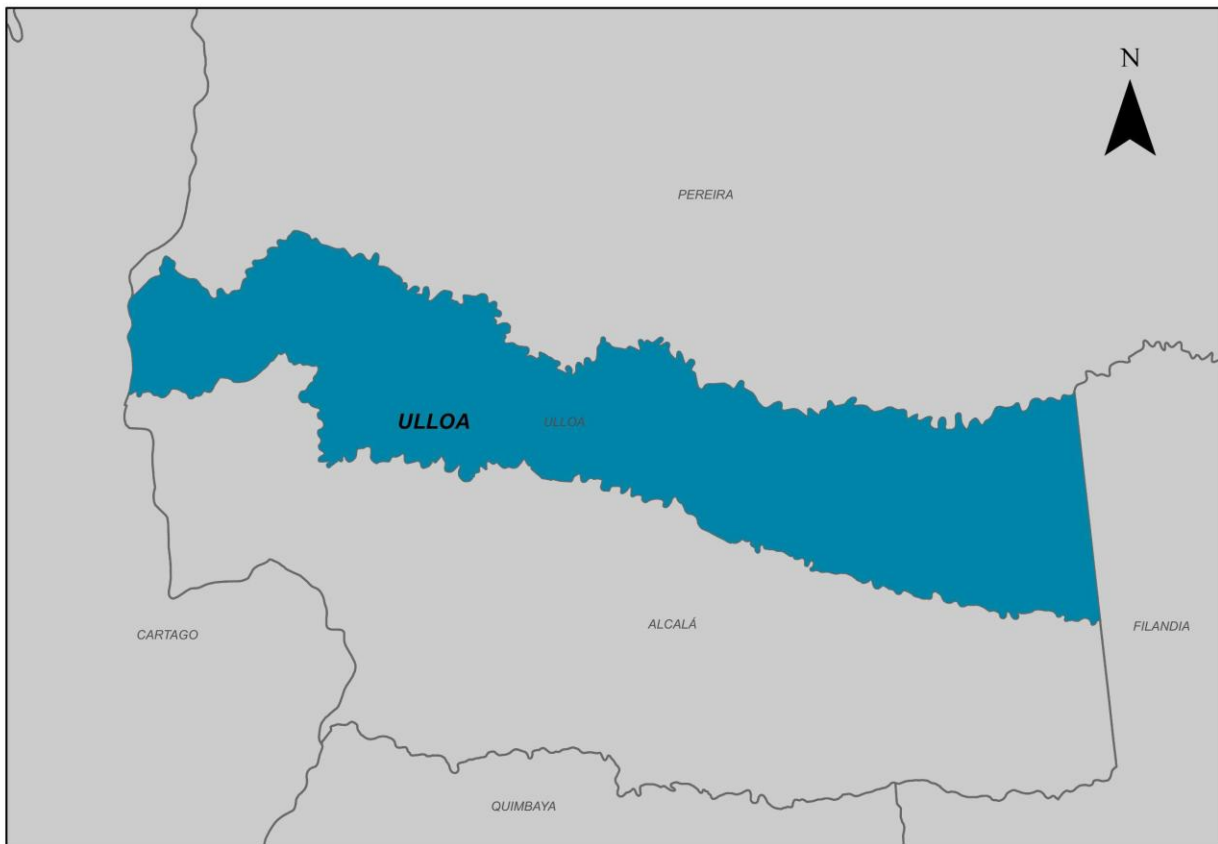 N
PEREIRA
ULLOA
ULLOA
ALCALÁ
FILANDIA
CARTAGO
QUIMBAYA